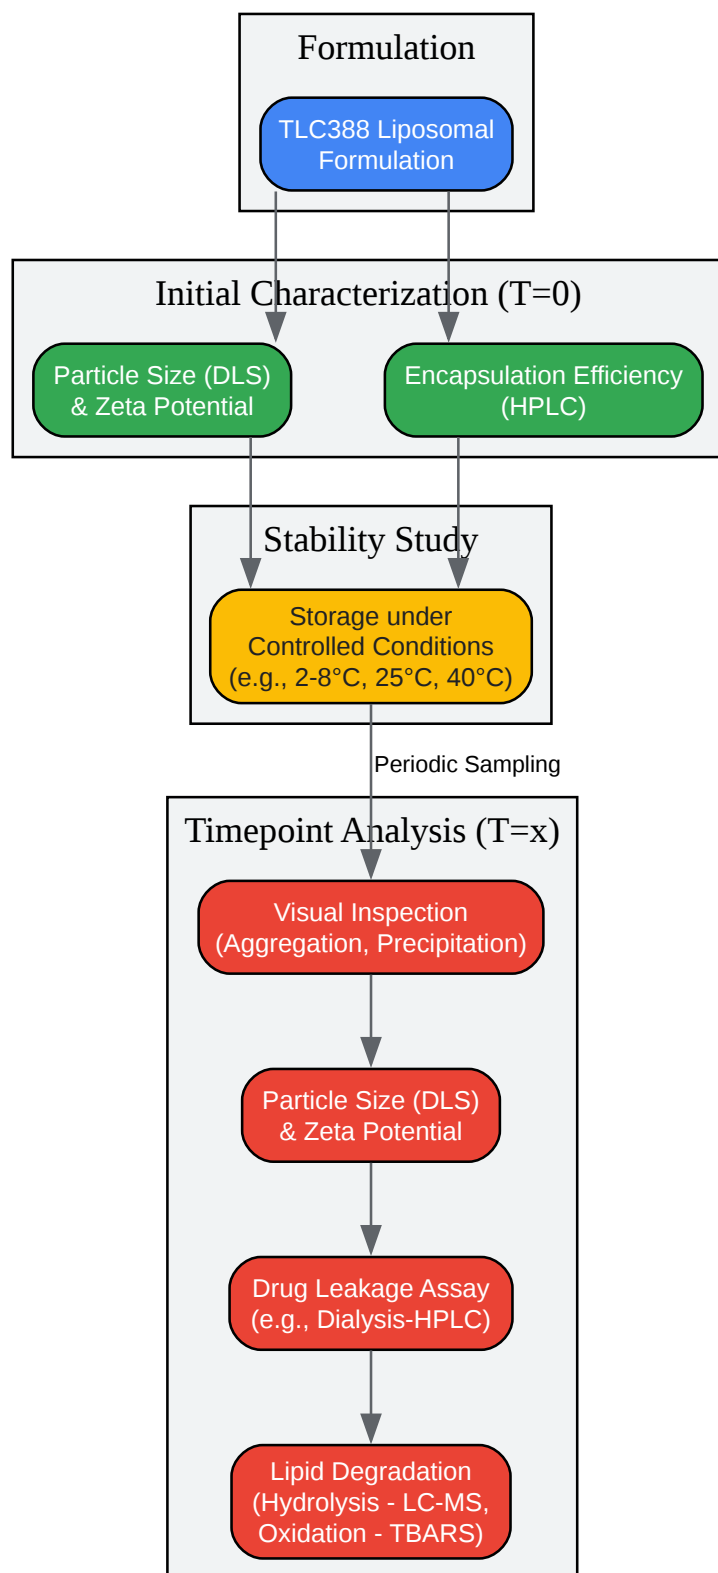 Formulation
TLC388 Liposomal
Formulation
Initial Characterization (T=0)
Particle Size (DLS)
& Zeta Potential
Encapsulation Efficiency
(HPLC)
Stability Study
Storage under
Controlled Conditions
(e.g., 2-8°C, 25°C, 40°C)
Periodic Sampling
Timepoint Analysis (T=x)
Visual Inspection
(Aggregation, Precipitation)
Particle Size (DLS)
& Zeta Potential
Drug Leakage Assay
(e.g., Dialysis-HPLC)
Lipid Degradation
(Hydrolysis - LC-MS,
Oxidation - TBARS)